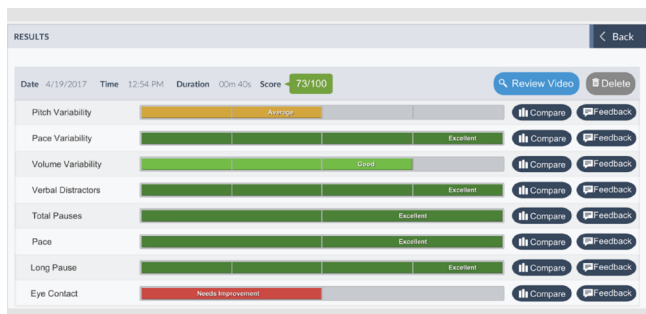 RESULTS < Back
Date 4/19/2017 Time 12:54 PM Duration 00m 40s Score 73/100 Review Video Delete
Pitch Variability Average Compare Feedback
Pace Variability Excellent Compare Feedback
Volume Variability Good Compare Feedback
Verbal Distractors Excellent Compare Feedback
Total Pauses Excellent Compare Feedback
Pace Excellent Compare Feedback
Long Pause Excellent Compare Feedback
Eye Contact Needs Improvement Compare Feedback